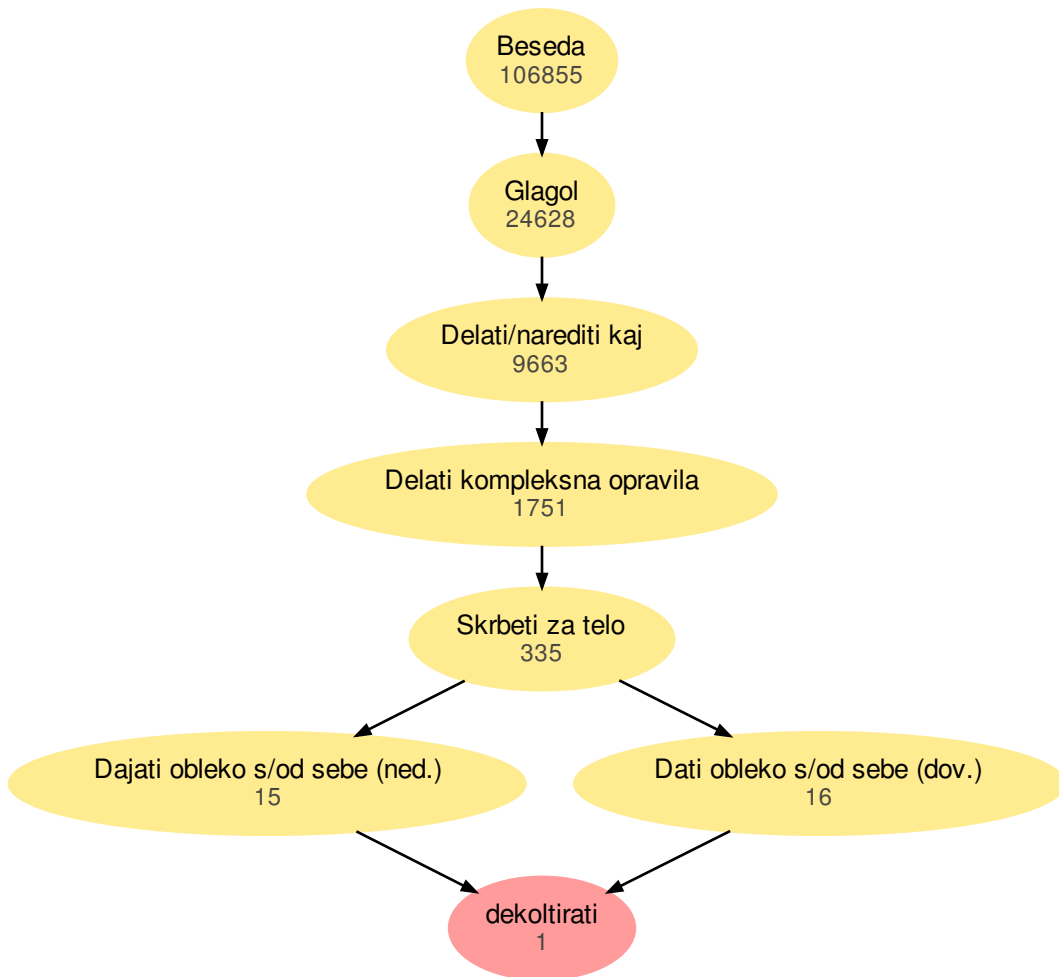 Beseda
106855
Glagol
24628
Delati/narediti kaj
9663
Delati kompleksna opravila
1751
Skrbeti za telo
335
Dajati obleko s/od sebe (ned.)
15
Dati obleko s/od sebe (dov.)
16
dekoltirati
1